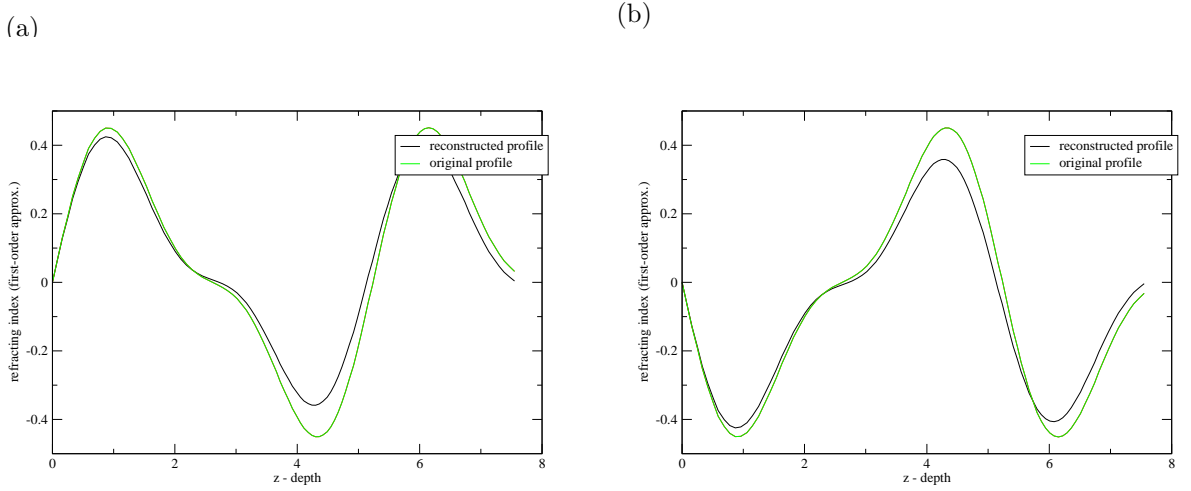 (a)
(b)
refracting index (first-order approx.)
0.4
0.2
0
-0.2
-0.4
0
2
4
6
8
z - depth
reconstructed profile
original profile
refracting index (first-order approx.)
0.4
0.2
0
-0.2
-0.4
0
2
4
6
8
z - depth
reconstructed profile
original profile